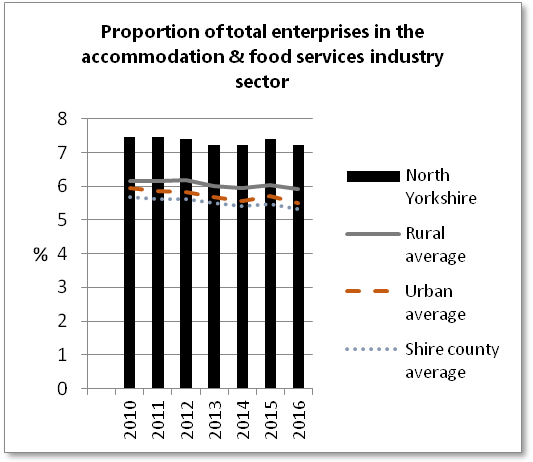 Proportion of total enterprises in the
accommodation & food services industry
sector
8
7
6
5
4
3
2
1
0
%
2010
2011
2012
2013
2014
2015
2016
North
Yorkshire
Rural
average
Urban
average
Shire county
average